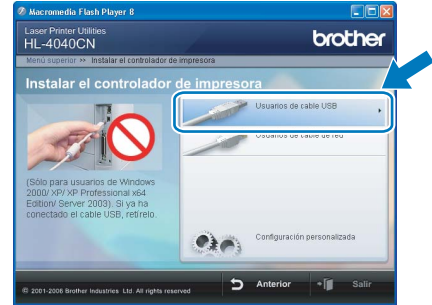 Macromedia Flash Player 8
Laser Printer Utilities
HL-4040CN
brother
Menú superior >> Instalar el controlador de impresora
Instalar el controlador de impresora
Usuarios de cable USB
Usuarios de cable de red
(Sólo para usuarios de Windows
2000/ XP/ XP Professional x64
Edition/ Server 2003). Si ya ha
conectado el cable USB, retírelo.
Configuración personalizada
© 2001-2006 Brother Industries Ltd. All rights reserved
Anterior
Salir